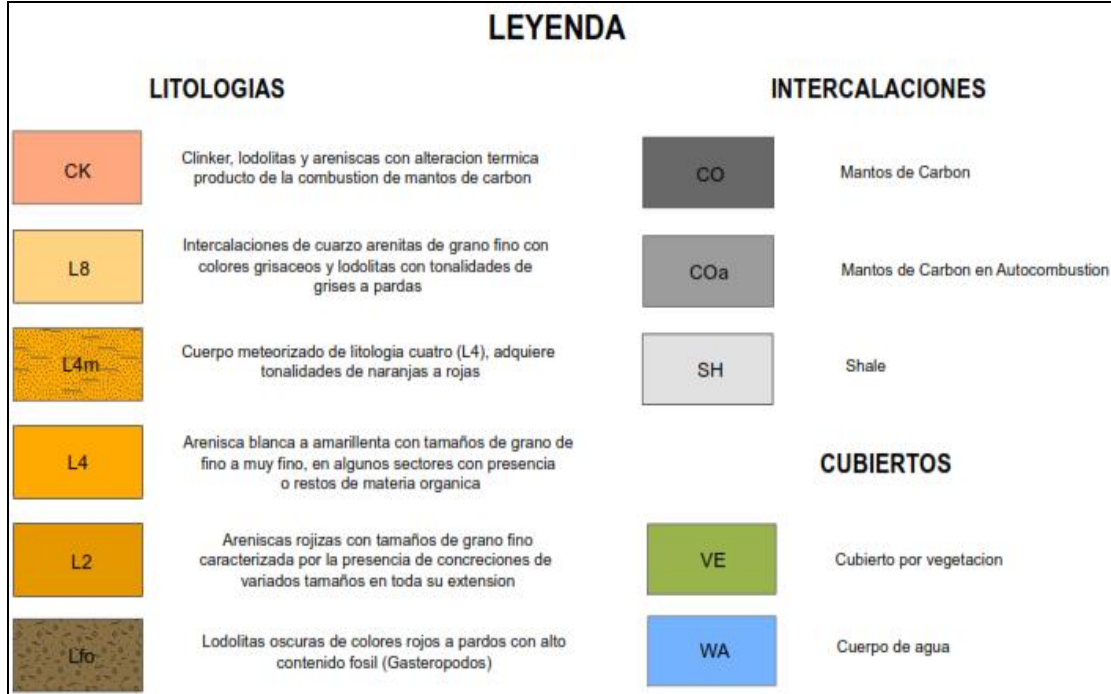 LEYENDA
LITOLOGIAS
CK
Clinker, lodolitas y areniscas con alteracion termica
producto de la combustion de mantos de carbon
L8
Intercalaciones de cuarzo arenitas de grano fino con
colores grisaceos y lodolitas con tonalidades de
grises a pardas
L4m
Cuerpo meteorizado de litologia cuatro (L4), adquiere
tonalidades de naranjas a rojas
L4
Arenisca blanca a amarillenta con tamaños de grano de
fino a muy fino, en algunos sectores con presencia
o restos de materia organica
L2
Areniscas rojizas con tamaños de grano fino
caracterizada por la presencia de concreciones de
variados tamaños en toda su extension
Lfo
Lodolitas oscuras de colores rojos a pardos con alto
contenido fosil (Gasteropodos)
INTERCALACIONES
CO
Mantos de Carbon
COa
Mantos de Carbon en Autocombustion
SH
Shale
CUBIERTOS
VE
Cubierto por vegetacion
WA
Cuerpo de agua